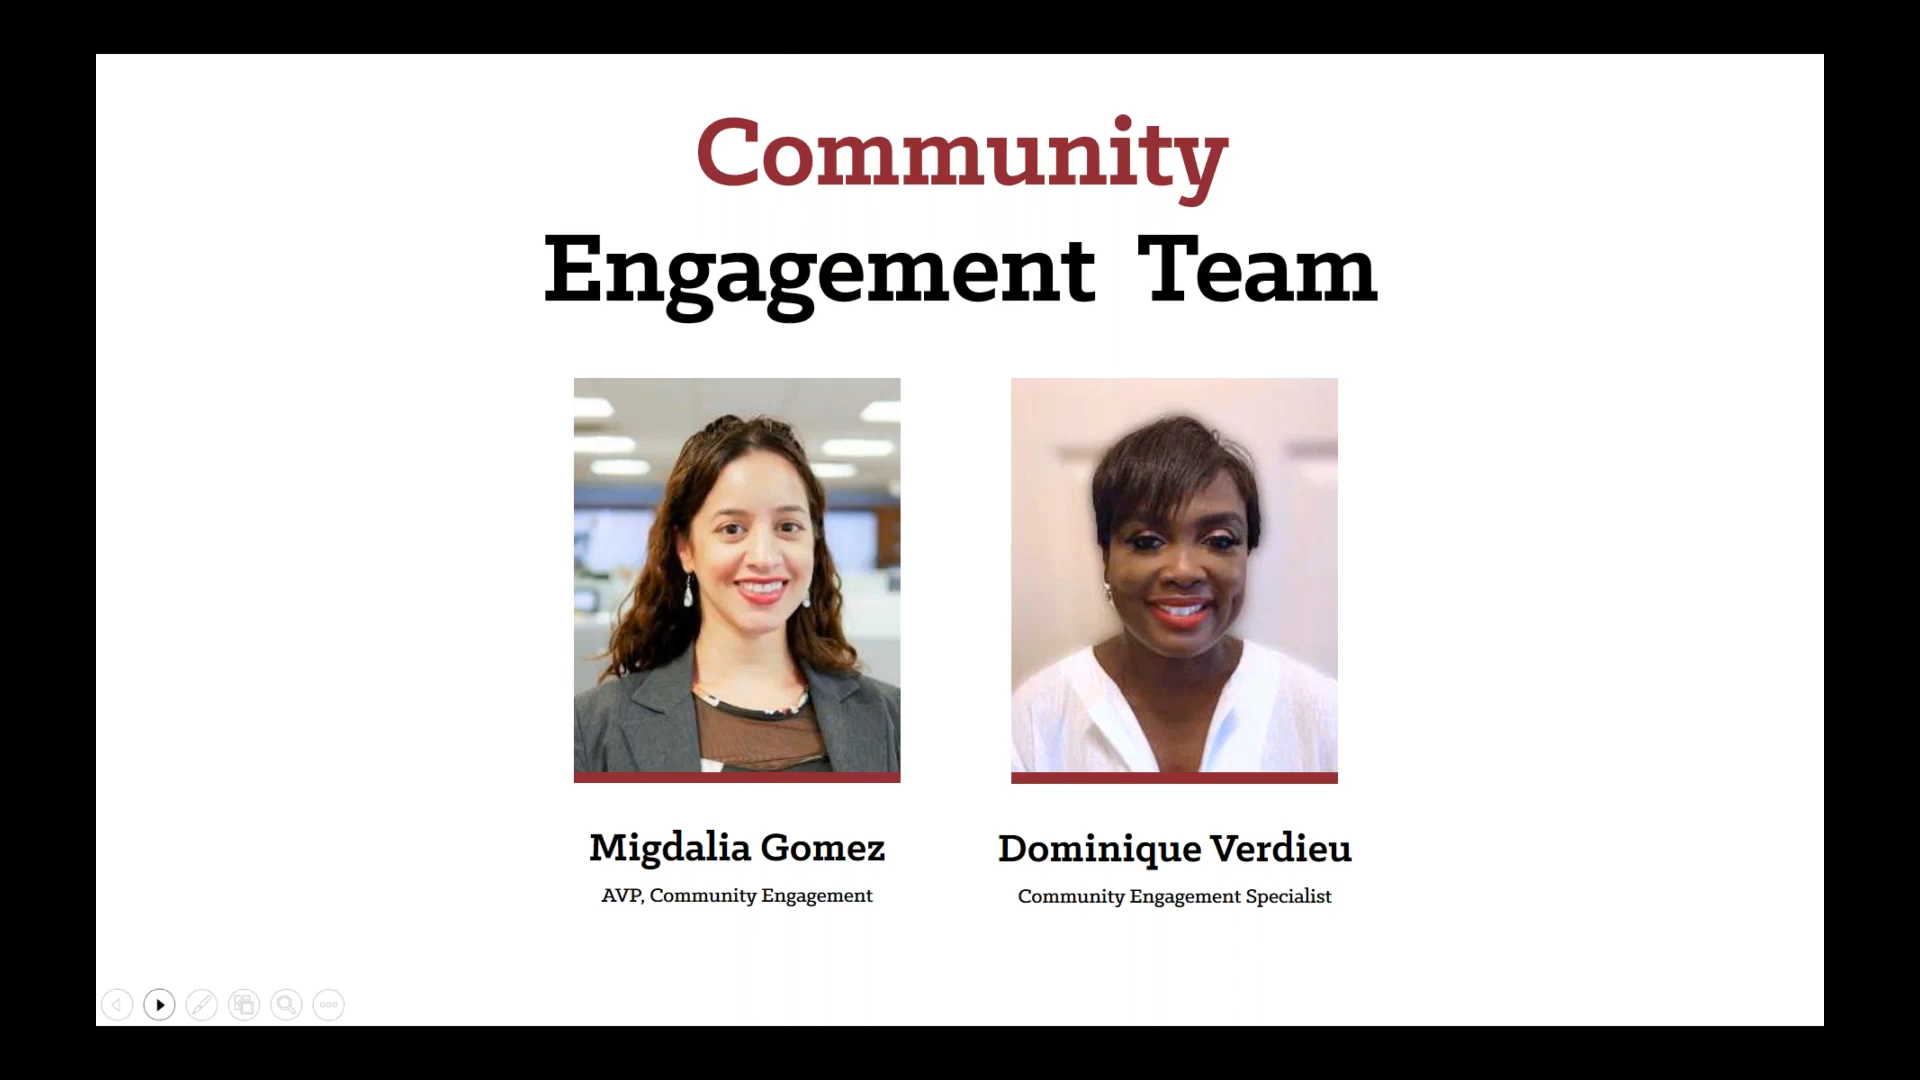 Community
Engagement Team
Migdalia Gomez
Dominique Verdieu
AVP, Community Engagement
Community Engagement Specialist